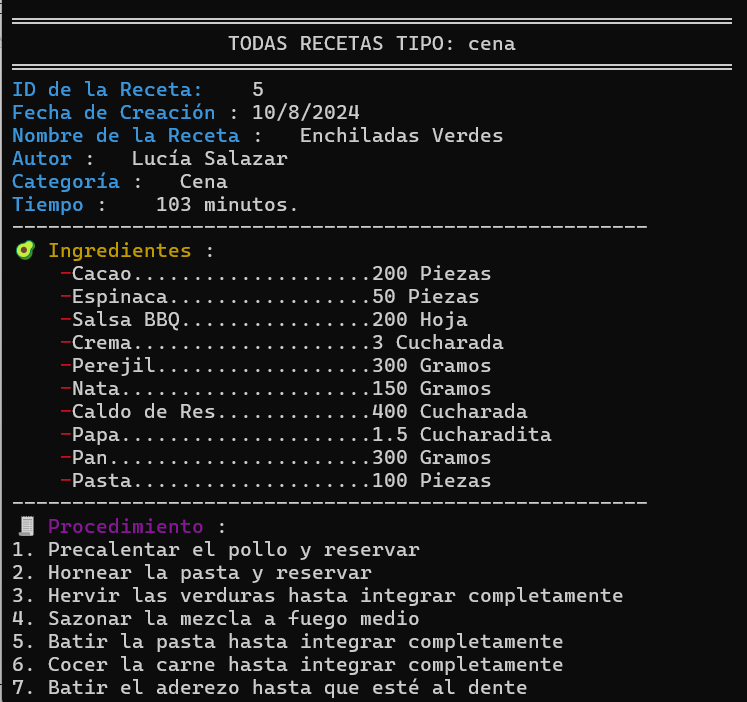 TODAS RECETAS TIPO: cena
ID de la Receta: 5
Fecha de Creación : 10/8/2024
Nombre de la Receta : Enchiladas Verdes
Autor : Lucía Salazar
Categoría : Cena
Tiempo : 103 minutos.
Ingredientes :
—Cacao....................200 Piezas
—Espinaca.................50 Piezas
—Salsa BBQ................200 Hoja
—Crema....................3 Cucharada
—Perejil..................300 Gramos
—Nata.....................150 Gramos
—Caldo de Res.............400 Cucharada
—Papa.....................1.5 Cucharadita
—Pan......................300 Gramos
—Pasta....................100 Piezas
Procedimiento :
1. Precalentar el pollo y reservar
2. Hornear la pasta y reservar
3. Hervir las verduras hasta integrar completamente
4. Sazonar la mezcla a fuego medio
5. Batir la pasta hasta integrar completamente
6. Cocer la carne hasta integrar completamente
7. Batir el aderezo hasta que esté al dente